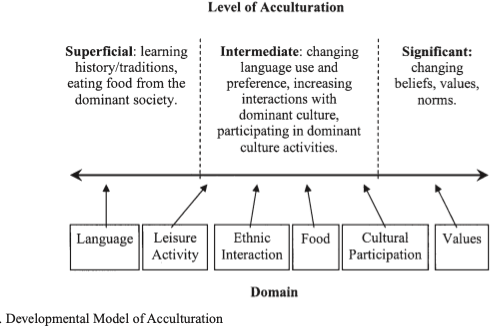 Level of Acculturation
Superficial: learning
history/traditions,
eating food from the
dominant society.
Intermediate: changing
language use and
preference, increasing
interactions with
dominant culture,
participating in dominant
culture activities.
Significant:
changing
beliefs, values,
norms.
Language
Leisure
Activity
Ethnic
Interaction
Food
Cultural
Participation
Values
Domain
. Developmental Model of Acculturation